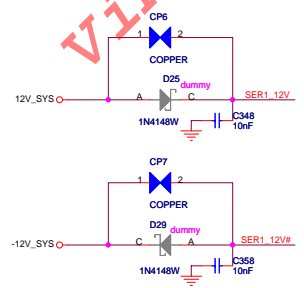 CP6
1 2
COPPER
D25
dummy
12V_SYS
A C
SER1_12V
1N4148W
C348
10nF
CP7
1 2
COPPER
D29
dummy
-12V_SYS
C A
SER1_12V#
1N4148W
C358
10nF